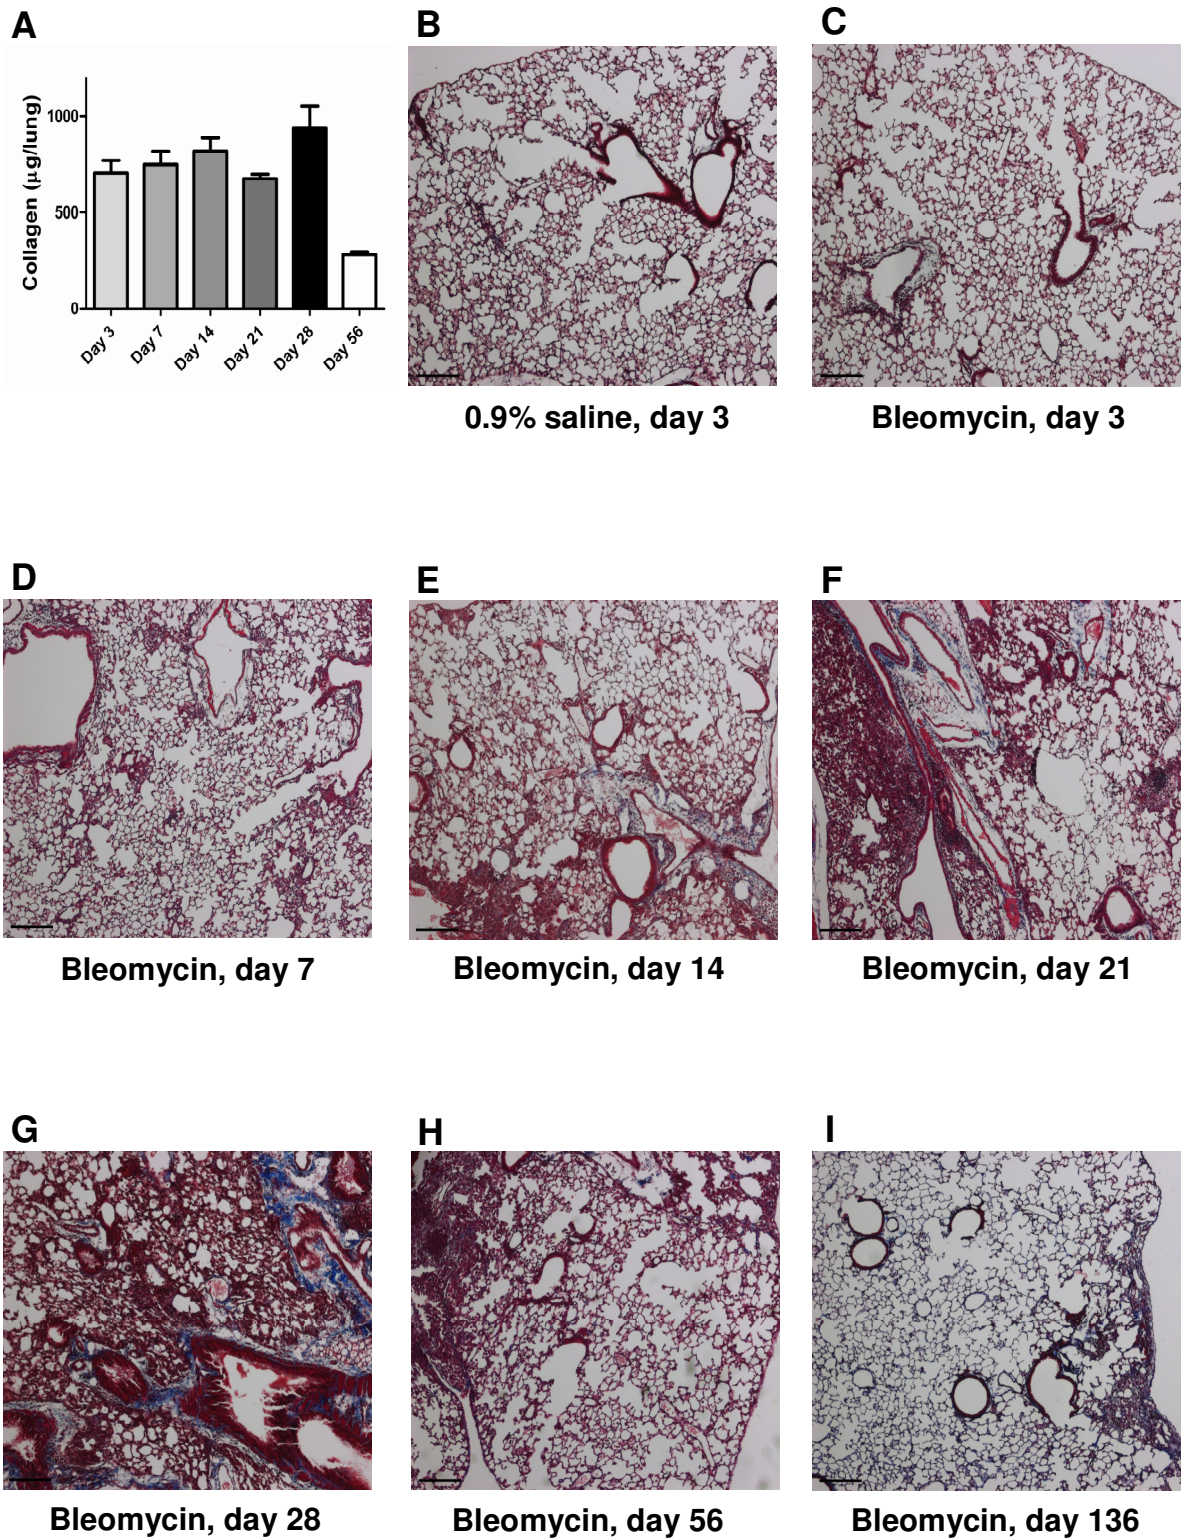 A
B
C
Collagen (µg/lung)
1000
500
0
Day 3
Day 7
Day 14
Day 21
Day 28
Day 56
0.9% saline, day 3
Bleomycin, day 3
D
E
F
Bleomycin, day 7
Bleomycin, day 14
Bleomycin, day 21
G
H
I
Bleomycin, day 28
Bleomycin, day 56
Bleomycin, day 136